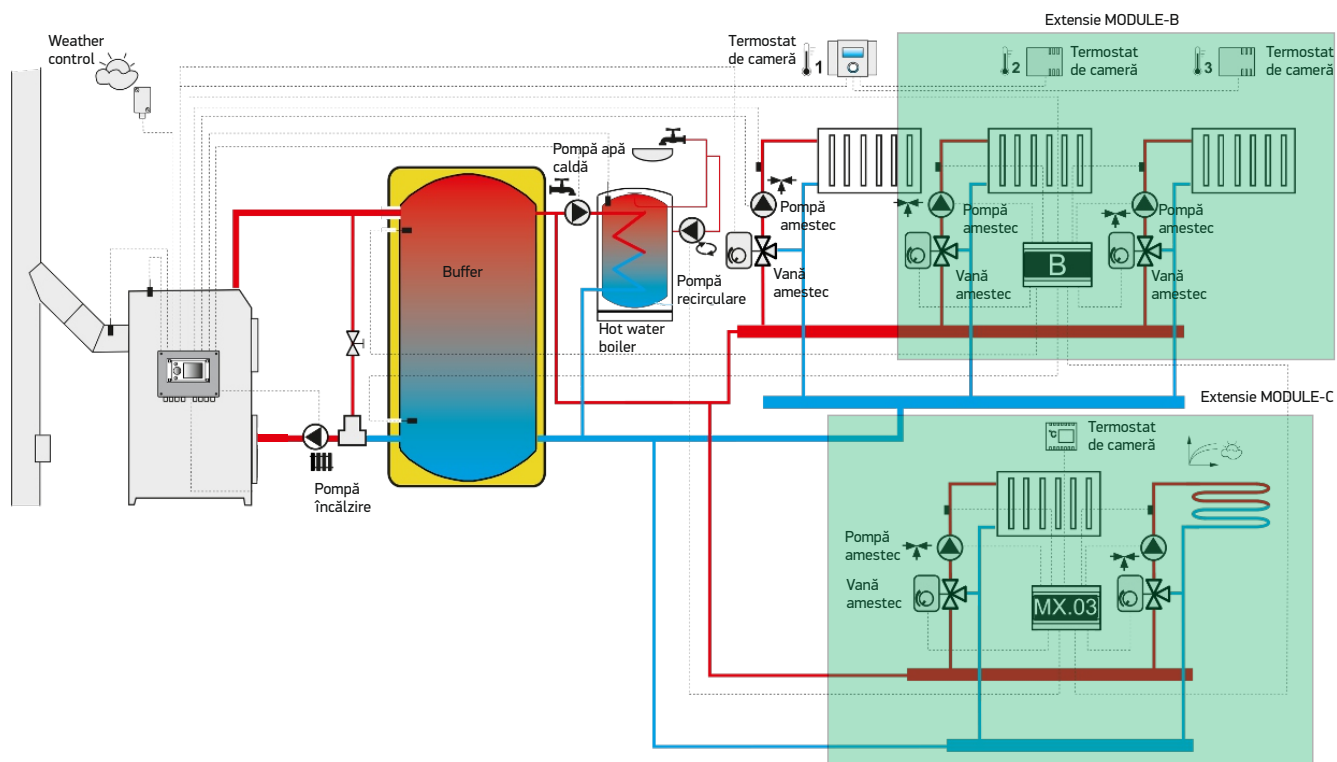 Extensie MODULE-B
Weather
control
Termostat
de cameră
1
2
Termostat
de cameră
3
Termostat
de cameră
Pompă apă
caldă
Buffer
Pompă
amestec
Pompă
amestec
Pompă
amestec
B
Vană
amestec
Vană
amestec
Vană
amestec
Pompă
recirculare
Hot water
boiler
Extensie MODULE-C
°C
Termostat
de cameră
Pompă
încălzire
Pompă
amestec
Vană
amestec
MX.03